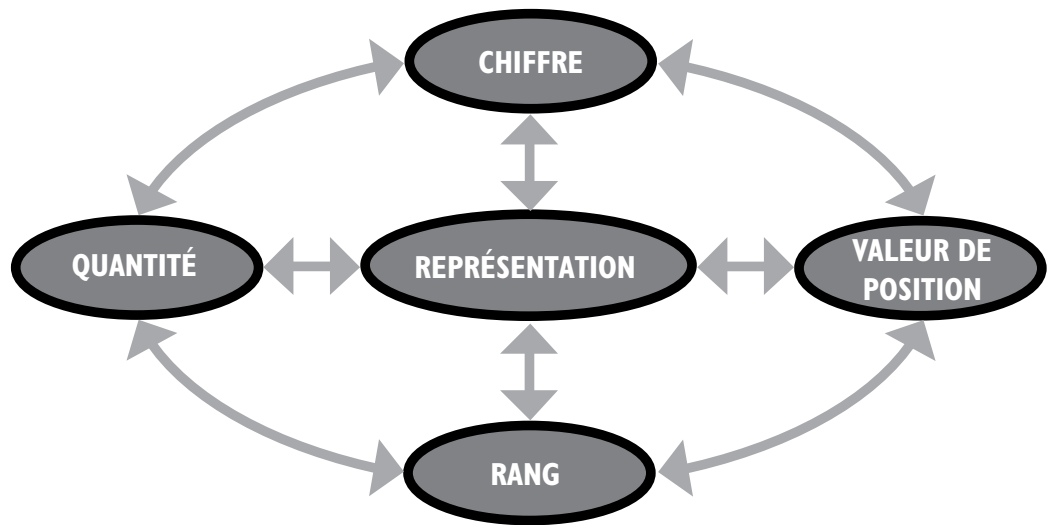 CHIFFRE
QUANTITÉ
REPRÉSENTATION
VALEUR DE
POSITION
RANG